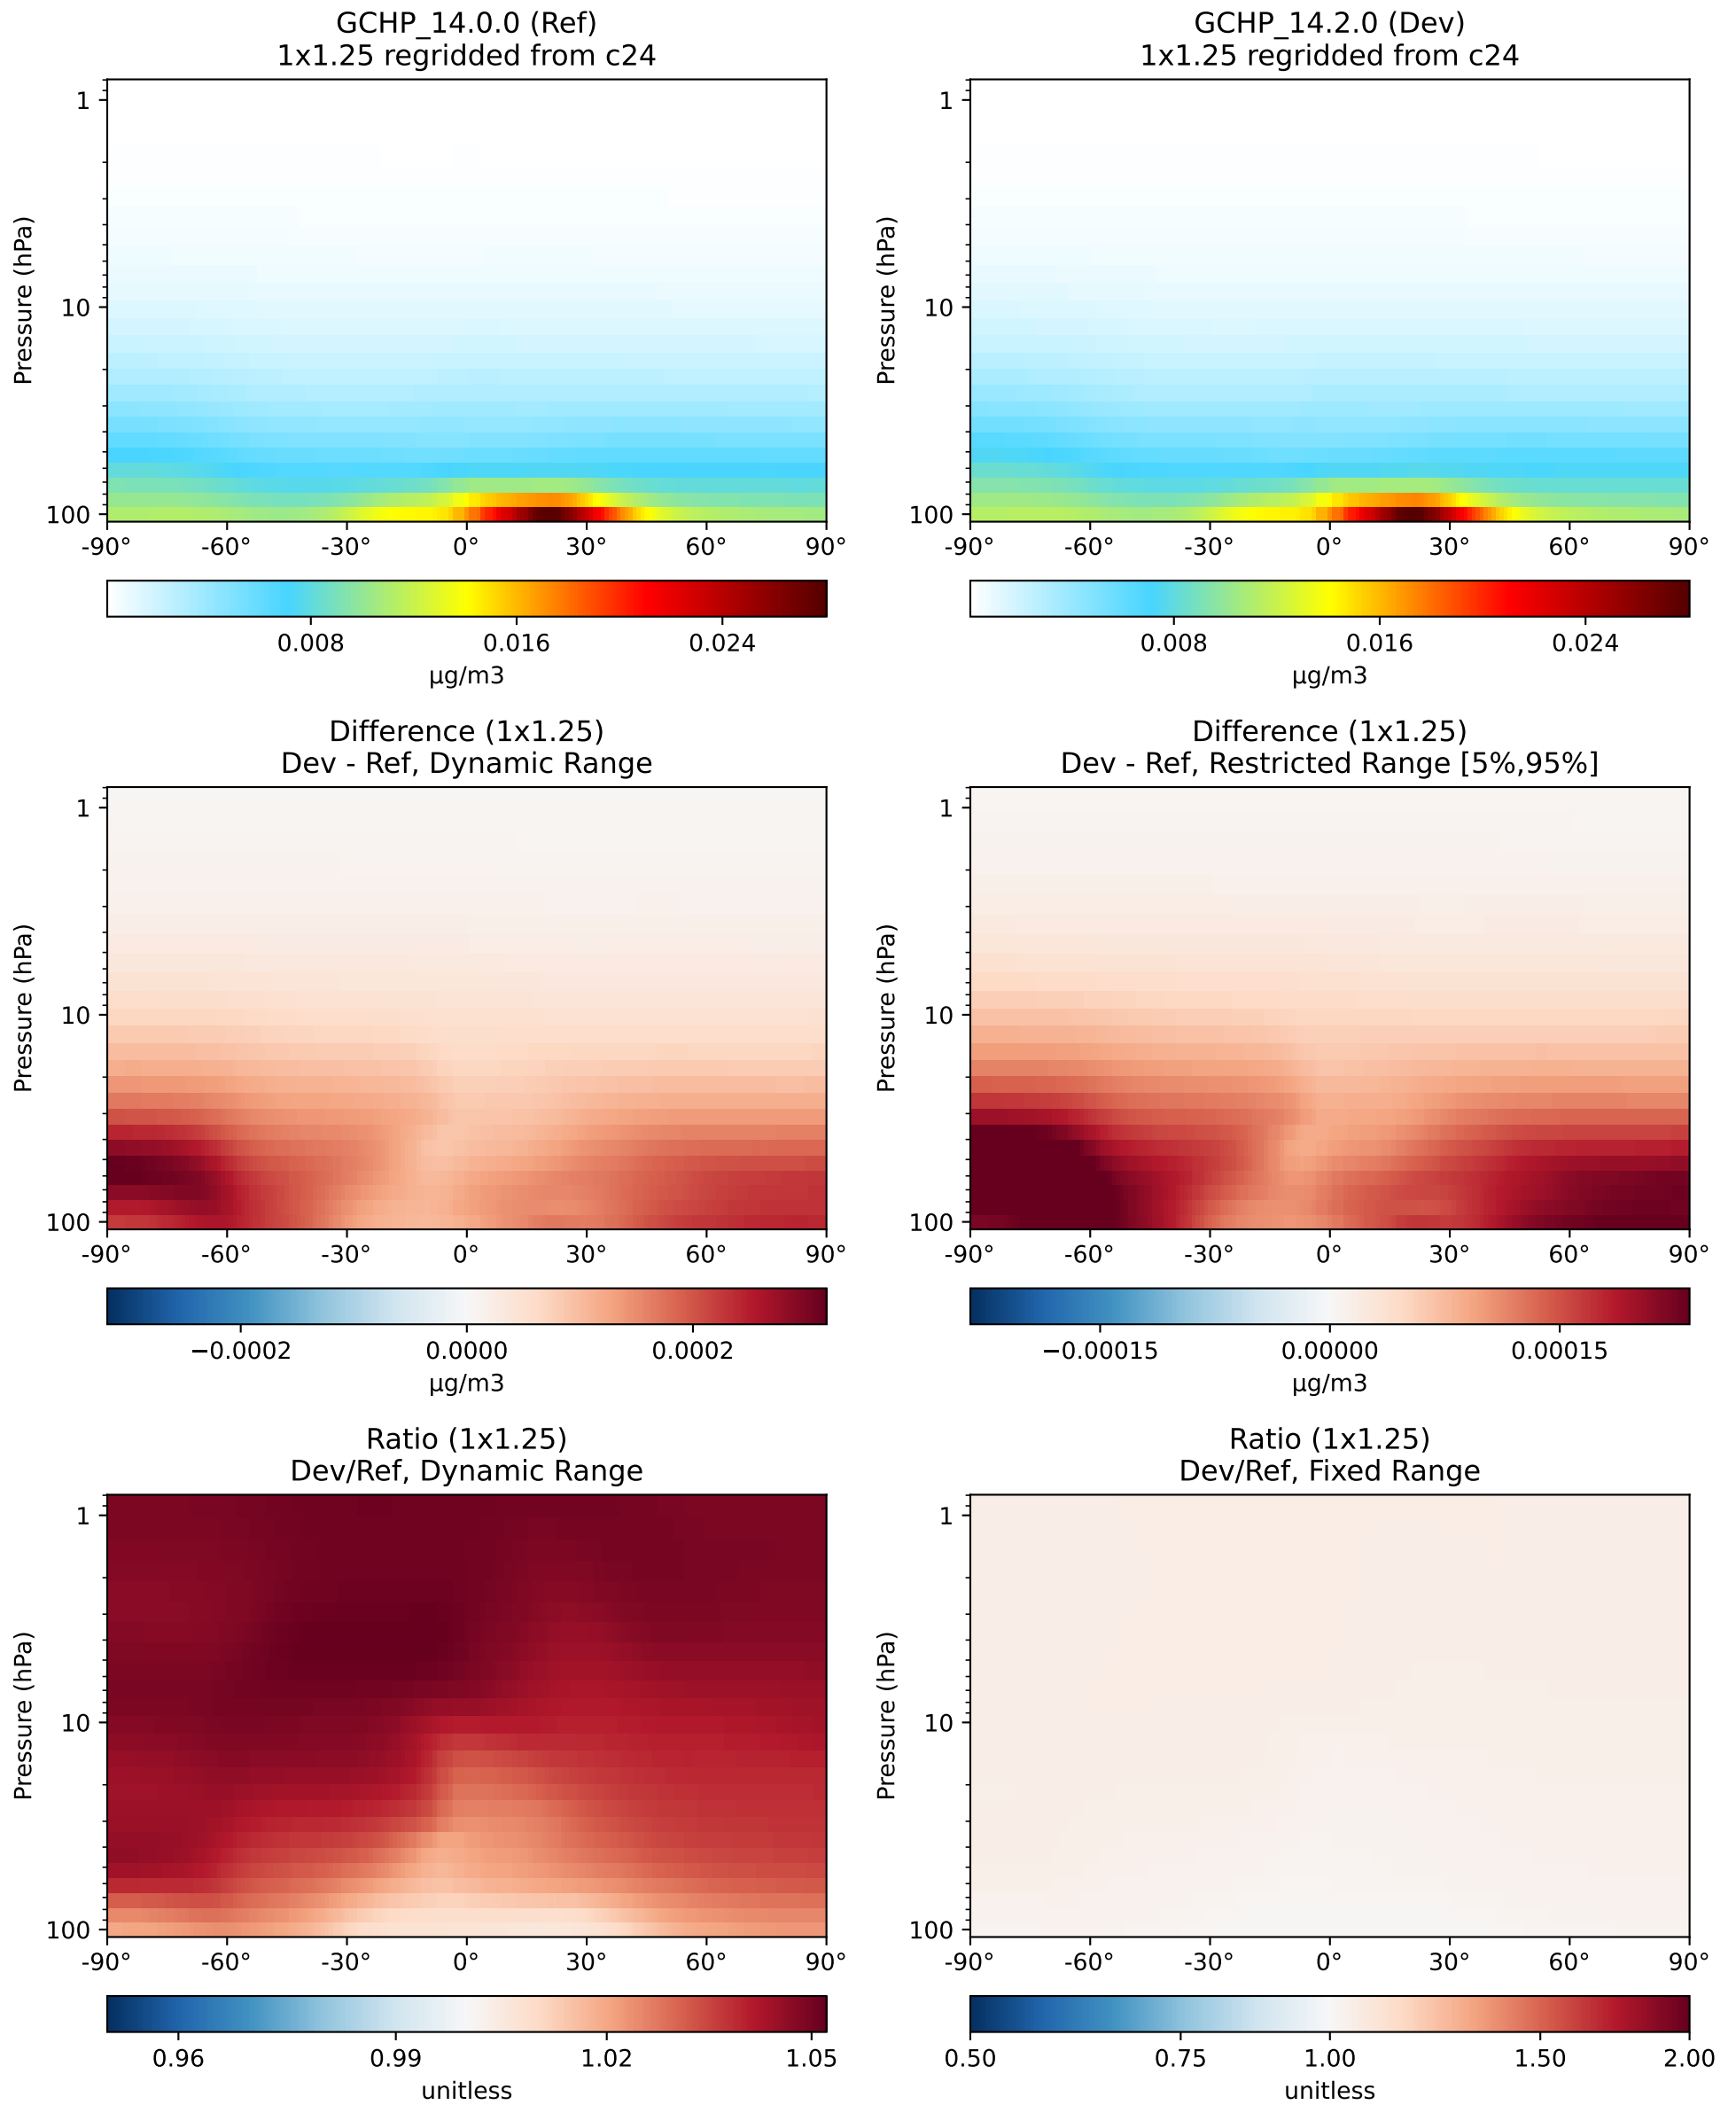 GCHP_14.0.0 (Ref)
1x1.25 regridded from c24
Pressure (hPa)
1
10
100
-90° -60° -30° 0° 30° 60° 90°
0.008 0.016 0.024
µg/m3
GCHP_14.2.0 (Dev)
1x1.25 regridded from c24
Pressure (hPa)
1
10
100
-90° -60° -30° 0° 30° 60° 90°
0.008 0.016 0.024
µg/m3
Difference (1x1.25)
Dev - Ref, Dynamic Range
Pressure (hPa)
1
10
100
-90° -60° -30° 0° 30° 60° 90°
−0.0002 0.0000 0.0002
µg/m3
Difference (1x1.25)
Dev - Ref, Restricted Range [5%,95%]
Pressure (hPa)
1
10
100
-90° -60° -30° 0° 30° 60° 90°
−0.00015 0.00000 0.00015
µg/m3
Ratio (1x1.25)
Dev/Ref, Dynamic Range
Pressure (hPa)
1
10
100
-90° -60° -30° 0° 30° 60° 90°
0.96 0.99 1.02 1.05
unitless
Ratio (1x1.25)
Dev/Ref, Fixed Range
Pressure (hPa)
1
10
100
-90° -60° -30° 0° 30° 60° 90°
0.50 0.75 1.00 1.50 2.00
unitless